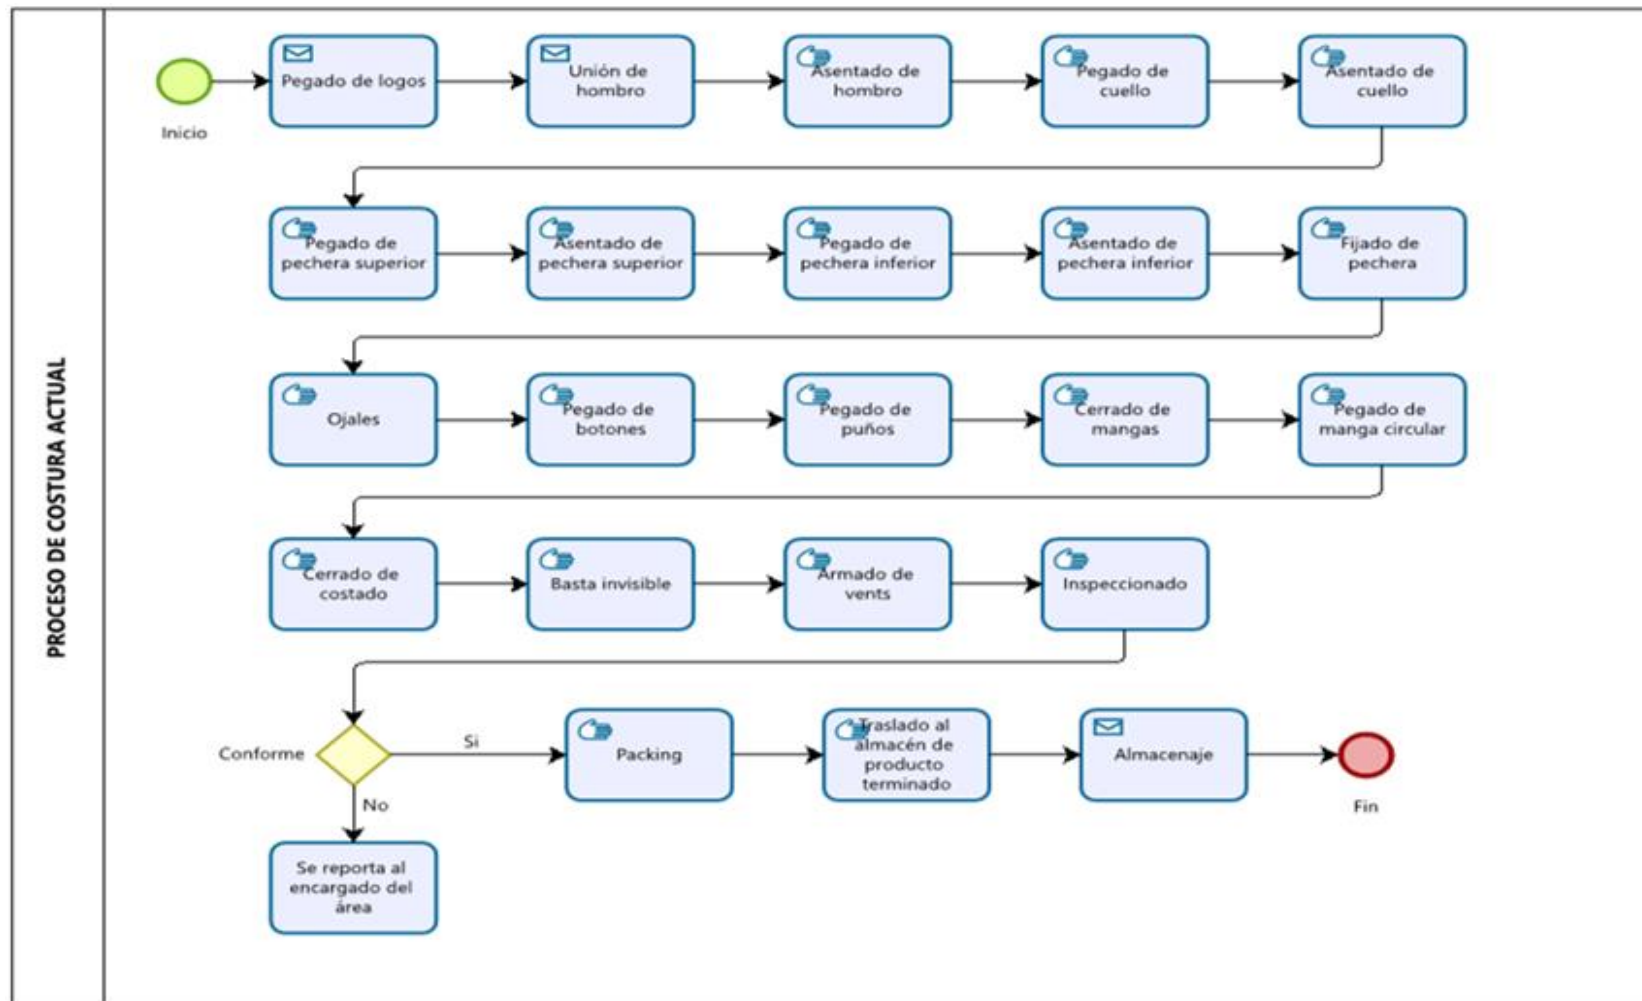 PROCESO DE COSTURA ACTUAL
Inicio
Pegado de logos
Unión de
hombro
Asentado de
hombro
Pegado de
cuello
Asentado de
cuello
Pegado de
pechera superior
Asentado de
pechera superior
Pegado de
pechera inferior
Asentado de
pechera inferior
Fijado de
pechera
Ojales
Pegado de
botones
Pegado de
puños
Cerrado de
mangas
Pegado de
manga circular
Cerrado de
costado
Basta invisible
Armado de
vents
Inspeccionado
Conforme
Si
Packing
Traslado al
almacén de
producto
terminado
Almacenaje
Fin
No
Se reporta al
encargado del
área